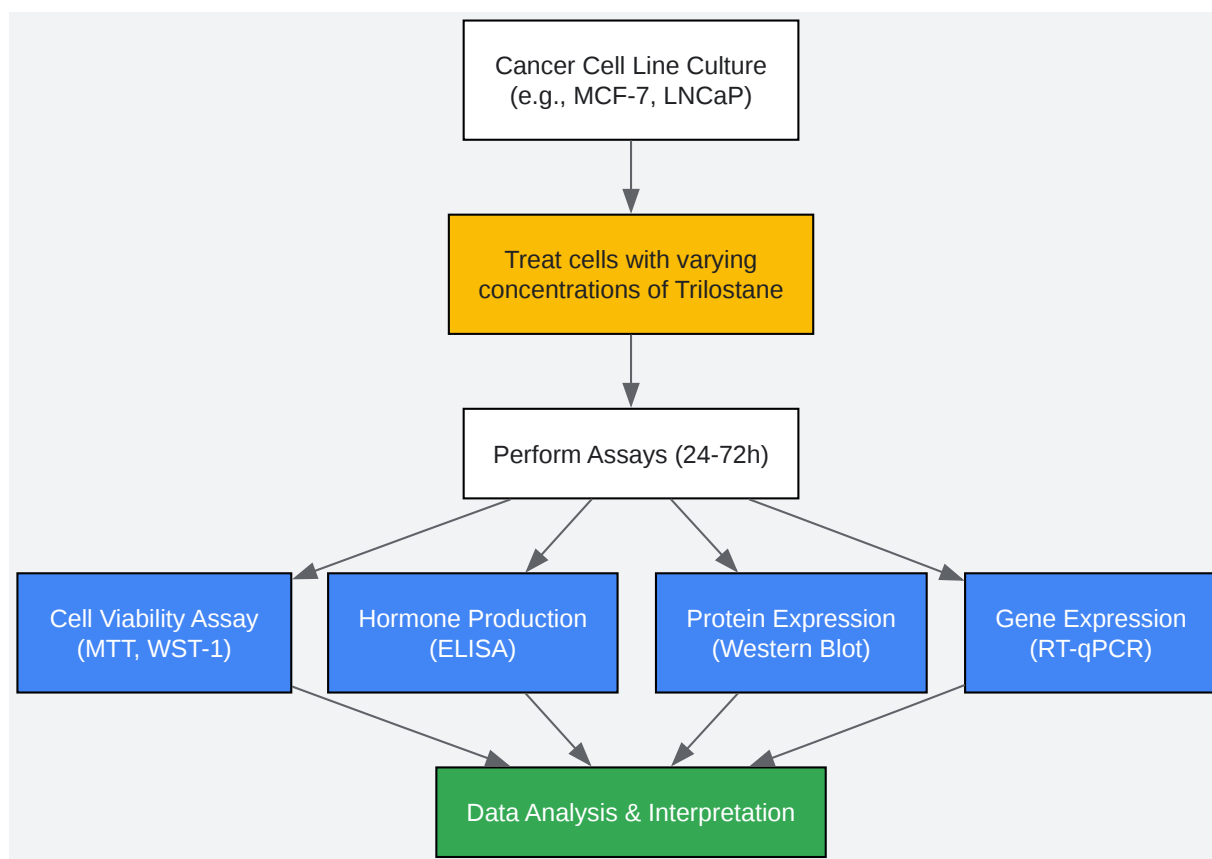 Cancer Cell Line Culture
(e.g., MCF-7, LNCaP)
Treat cells with varying
concentrations of Trilostane
Perform Assays (24-72h)
Cell Viability Assay
(MTT, WST-1)
Hormone Production
(ELISA)
Protein Expression
(Western Blot)
Gene Expression
(RT-qPCR)
Data Analysis & Interpretation